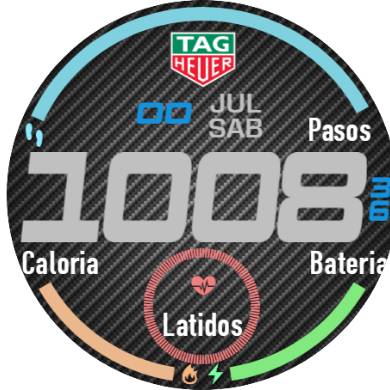 TAG
HEUER
00 JUL
SAB
Pasos
1008
Caloria
Bateria
Latidos